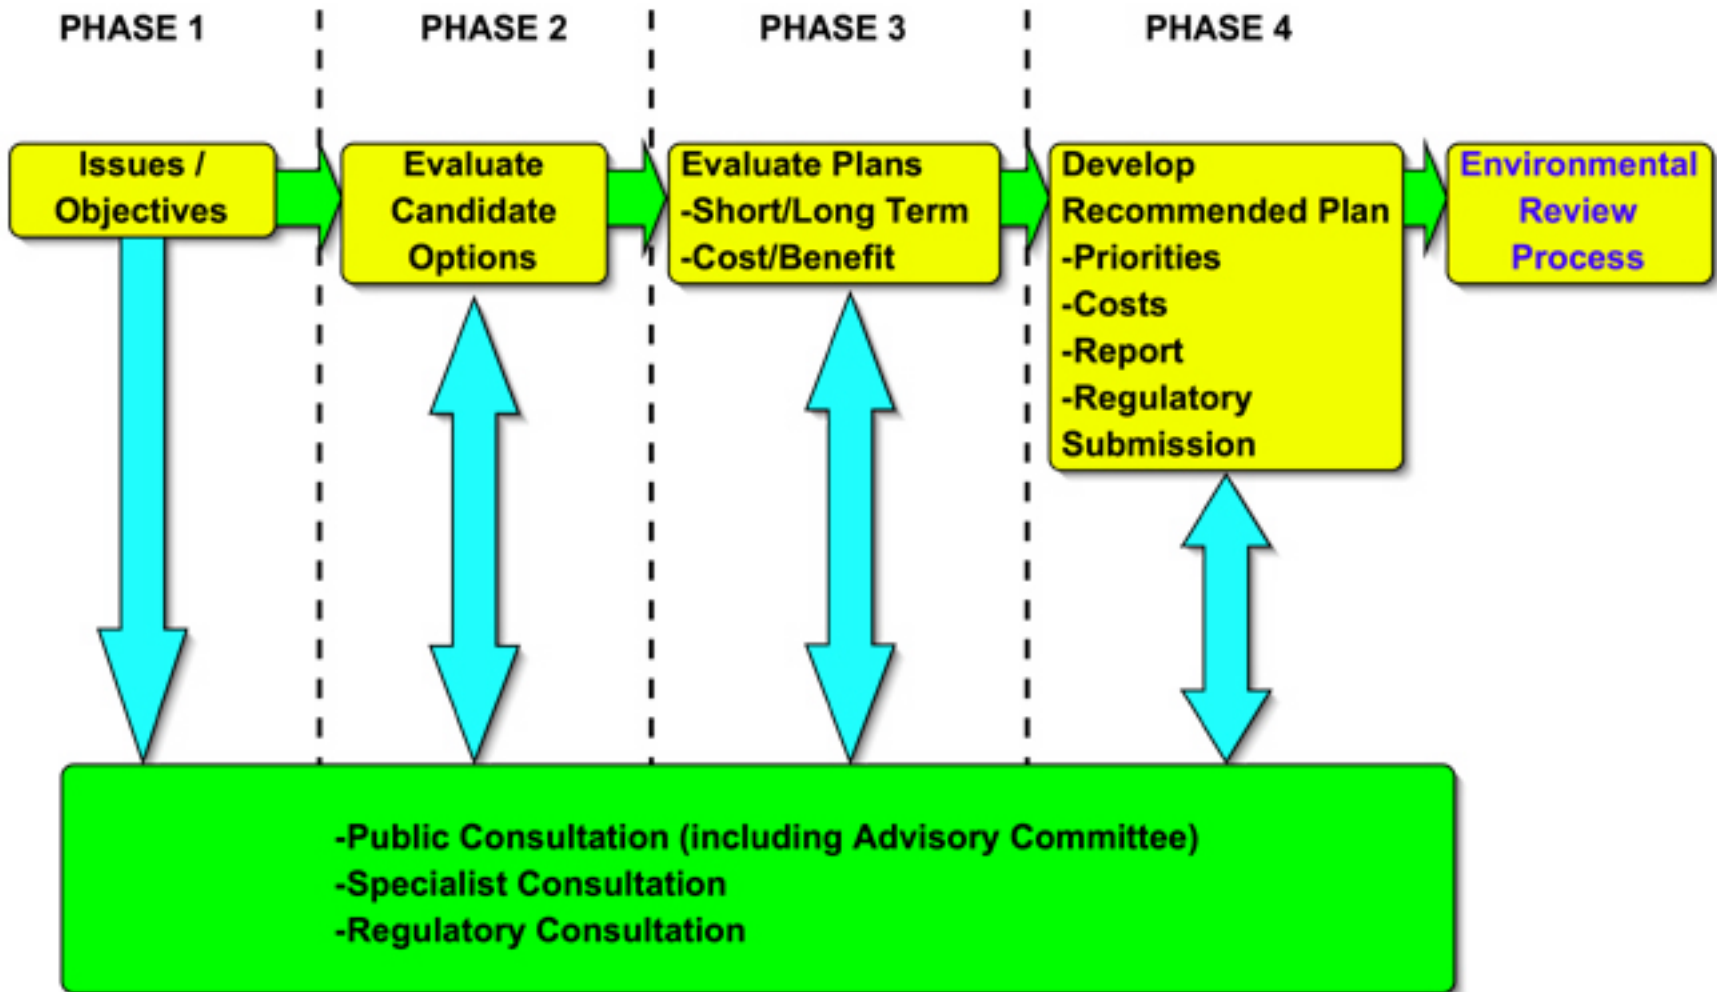 PHASE 1
PHASE 2
PHASE 3
PHASE 4
Issues /
Objectives
Evaluate
Candidate
Options
Evaluate Plans
-Short/Long Term
-Cost/Benefit
Develop
Recommended Plan
-Priorities
-Costs
-Report
-Regulatory
Submission
Environmental
Review
Process
-Public Consultation (including Advisory Committee)
-Specialist Consultation
-Regulatory Consultation